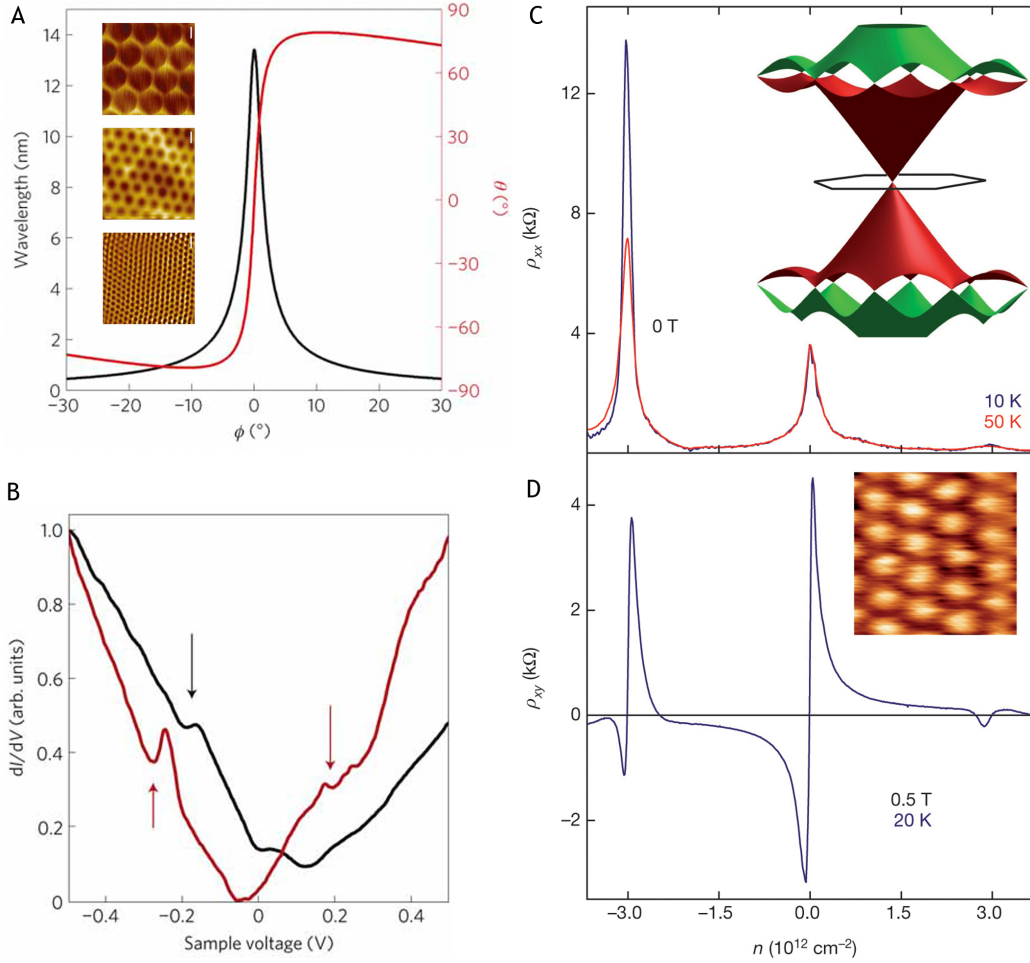 A
Wavelength (nm)
14
12
10
8
6
4
2
0
−30
−20
−10
0
10
20
30
ϕ (°)
90
60
30
0
−30
−60
−90
θ (°)
B
dI/dV (arb. units)
1.0
0.8
0.6
0.4
0.2
0
−0.4
−0.2
0
0.2
0.4
Sample voltage (V)
C
ρxx (kΩ)
12
8
4
0 T
10 K
50 K
D
ρxy (kΩ)
4
2
0
−2
0.5 T
20 K
−3.0
−1.5
0.0
1.5
3.0
n (10¹² cm⁻²)